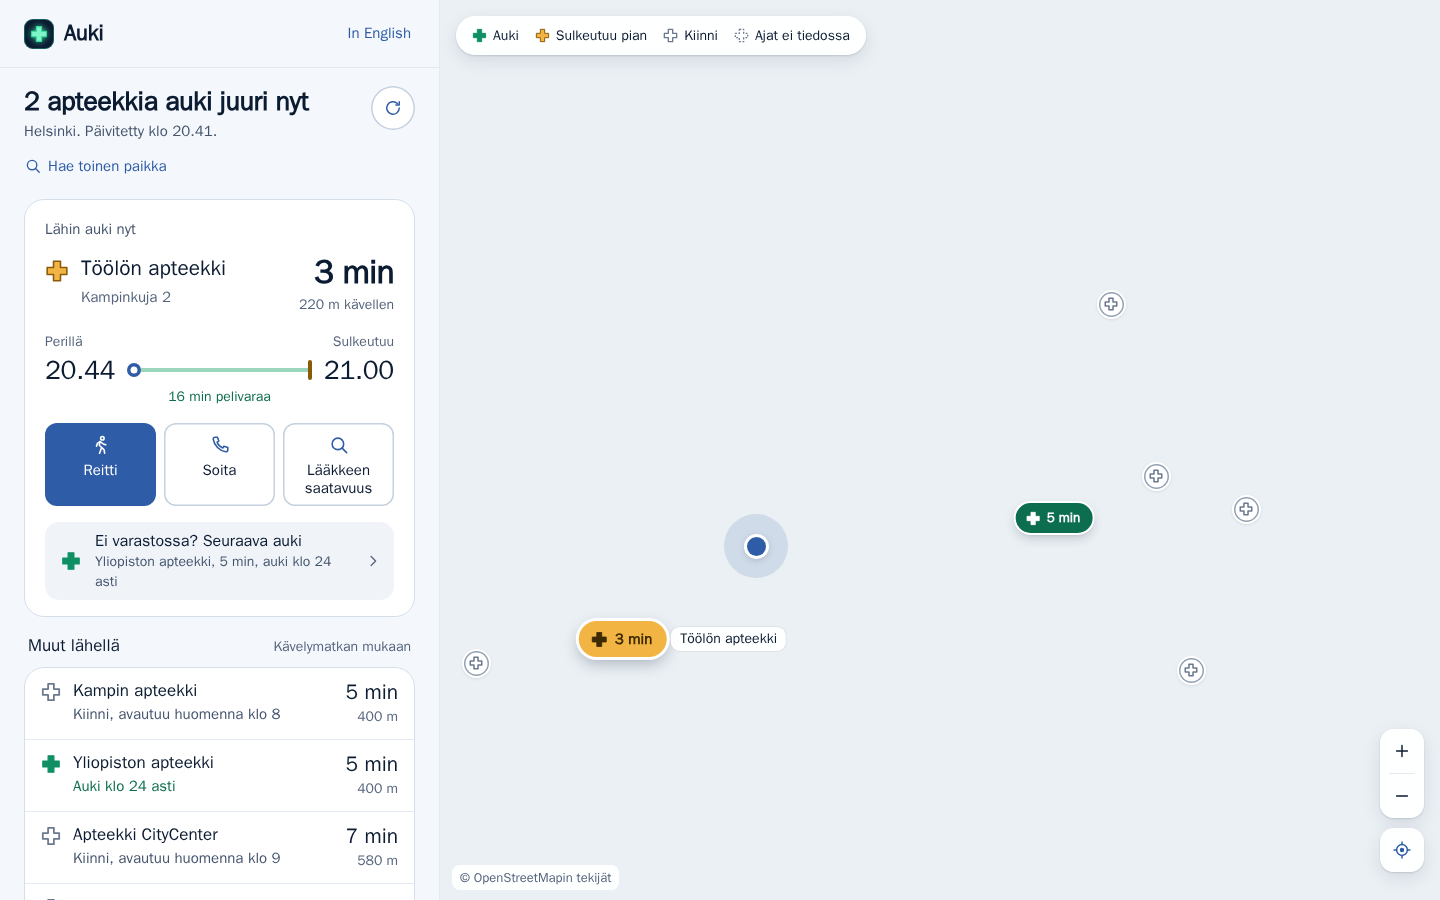 Auki
In English
2 apteekkia auki juuri nyt
Helsinki. Päivitetty klo 20.41.
Hae toinen paikka
Lähin auki nyt
Töölön apteekki
3 min
Kampinkuja 2
220 m kävellen
Perillä
Sulkeutuu
20.44
21.00
16 min pelivaraa
Reitti
Soita
Lääkkeen
saatavuus
Ei varastossa? Seuraava auki
Yliopiston apteekki, 5 min, auki klo 24
asti
Muut lähellä
Kävelymatkan mukaan
Kampin apteekki
5 min
Kiinni, avautuu huomenna klo 8
400 m
Yliopiston apteekki
5 min
Auki klo 24 asti
400 m
Apteekki CityCenter
7 min
Kiinni, avautuu huomenna klo 9
580 m
Auki
Sulkeutuu pian
Kiinni
Ajat ei tiedossa
5 min
3 min
Töölön apteekki
© OpenStreetMapin tekijät